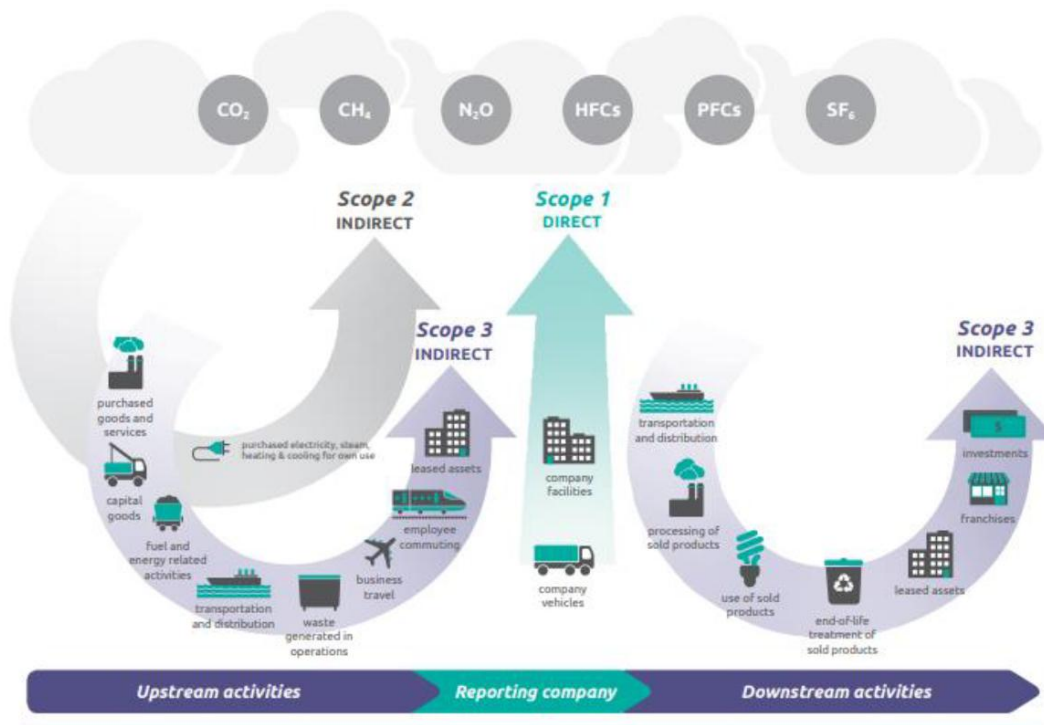 CO₂
CH₄
N₂O
HFCs
PFCs
SF₆
Scope 2
INDIRECT
Scope 1
DIRECT
Scope 3
INDIRECT
Scope 3
INDIRECT
purchased
goods and
services
capital
goods
fuel and
energy related
activities
transportation
and distribution
waste
generated in
operations
business
travel
employee
commuting
leased assets
purchased electricity, steam,
heating & cooling for own use
company
facilities
company
vehicles
transportation
and distribution
processing of
sold products
use of sold
products
end-of-life
treatment of
sold products
leased assets
franchises
$
investments
Upstream activities
Reporting company
Downstream activities